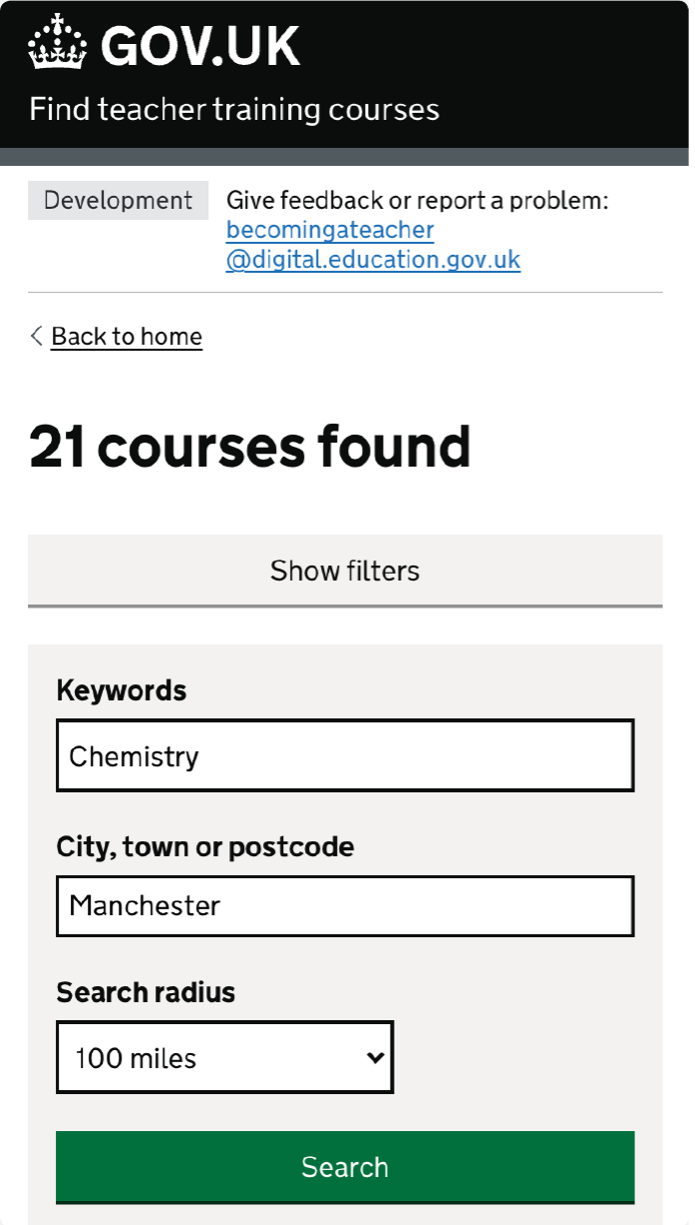 GOV.UK
Find teacher training courses
Development
Give feedback or report a problem:
becomingateacher
@digital.education.gov.uk
Back to home
21 courses found
Show filters
Keywords
Chemistry
City, town or postcode
Manchester
Search radius
100 miles
Search